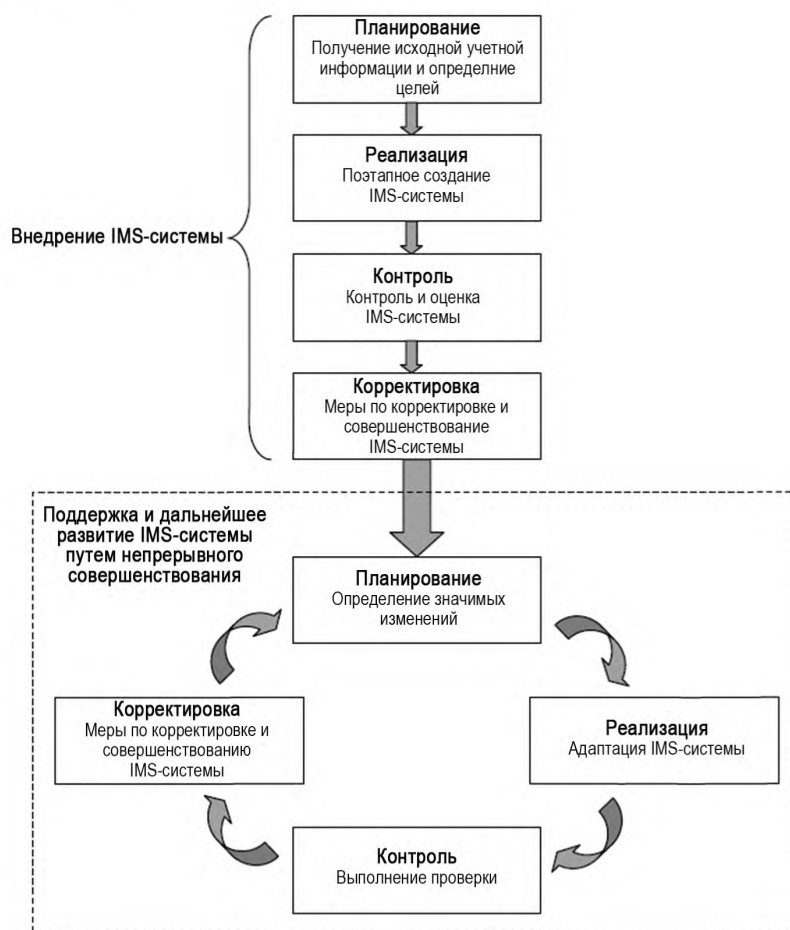 Планирование
Получение исходной учетной
информации и определние
целей
Реализация
Поэтапное создание
IMS-системы
Внедрение IMS-системы
Контроль
Контроль и оценка
IMS-системы
Корректировка
Меры по корректировке и
совершенствование
IMS-системы
Поддержка и дальнейшее
развитие IMS-системы
путем непрерывного
совершенствования
Планирование
Определение значимых
изменений
Корректировка
Меры по корректировке и
совершенствованию
IMS-системы
Реализация
Адаптация IMS-системы
Контроль
Выполнение проверки